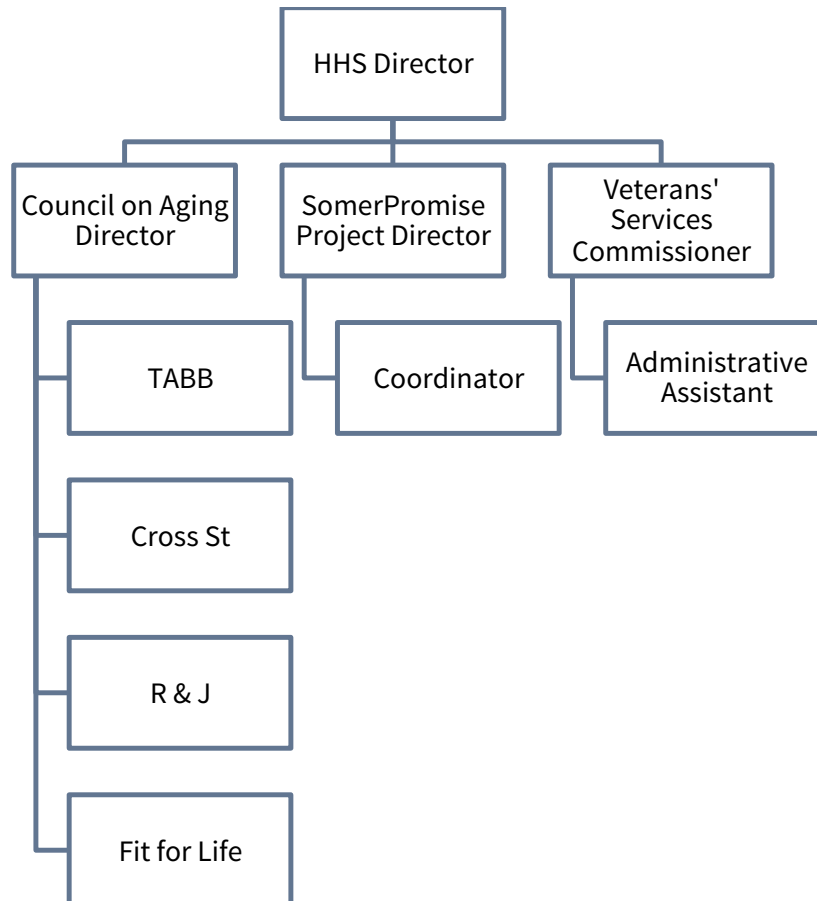 HHS Director
Council on Aging
Director
SomerPromise
Project Director
Veterans'
Services
Commissioner
TABB
Coordinator
Administrative
Assistant
Cross St
R & J
Fit for Life